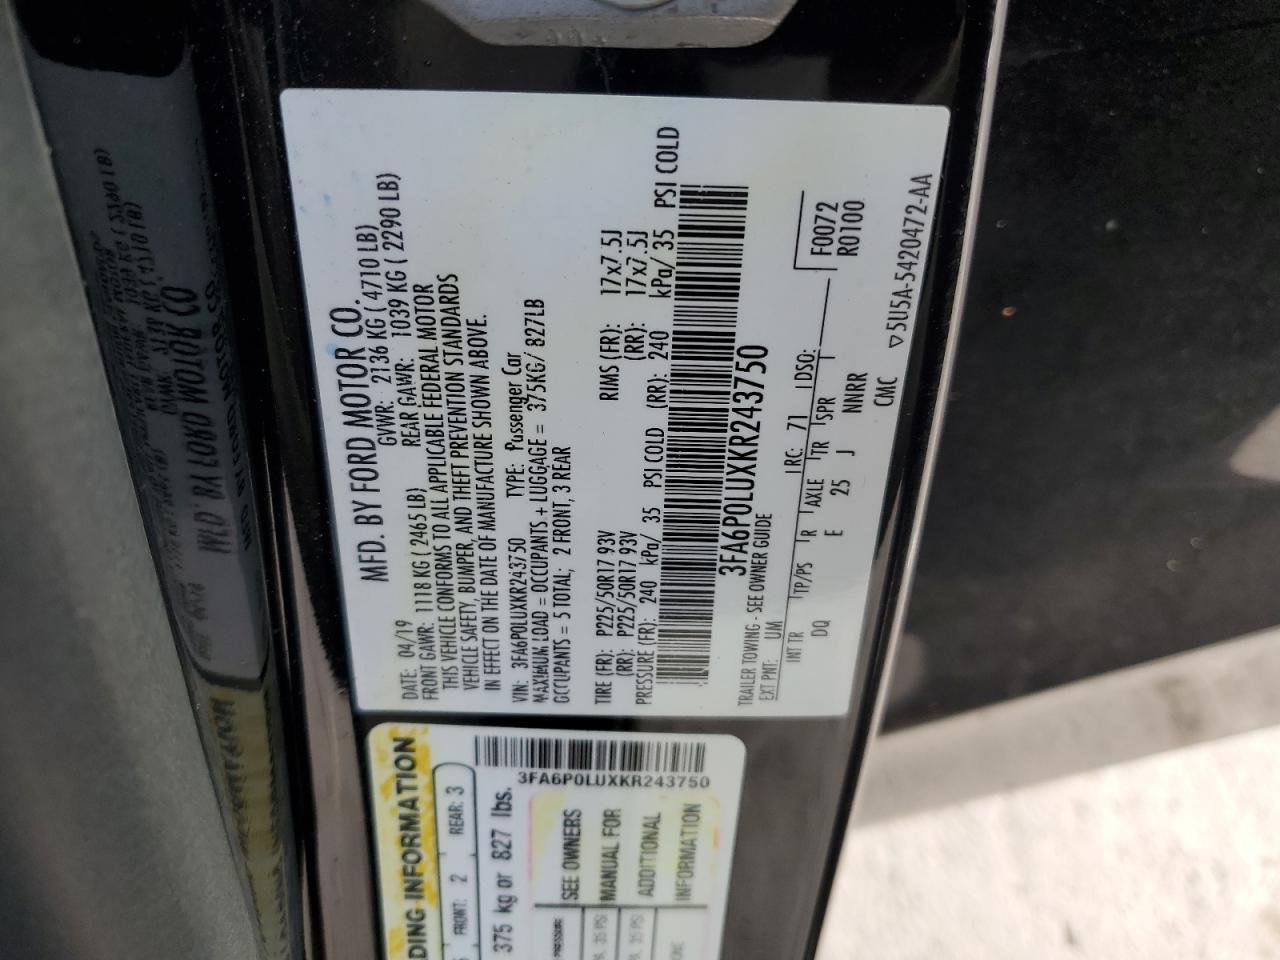 MFD. BY FORD MOTOR CO.
DATE: 04/19 GVWR: 2136 KG ( 4710 LB)
FRONT GAWR: 1118 KG ( 2465 LB) REAR GAWR: 1039 KG ( 2290 LB)
THIS VEHICLE CONFORMS TO ALL APPLICABLE FEDERAL MOTOR
VEHICLE SAFETY, BUMPER, AND THEFT PREVENTION STANDARDS
IN EFFECT ON THE DATE OF MANUFACTURE SHOWN ABOVE.
VIN: 3FA6P0LUXKR243750 TYPE: Passenger Car
MAXIMUM LOAD = OCCUPANTS + LUGGAGE = 375KG/ 827LB
OCCUPANTS = 5 TOTAL; 2 FRONT, 3 REAR
TIRE (FR): P225/50R17 93V RIMS (FR): 17x7.5J
(RR): P225/50R17 93V (RR): 17x7.5J
PRESSURE (FR): 240 kPa/ 35 PSI COLD (RR): 240 kPa/ 35 PSI COLD
3FA6P0LUXKR243750
TRAILER TOWING - SEE OWNER GUIDE
EXT PNT: UM RC: 71 DSO: F0072
INT TR TP/PS R AXLE TR SPR R0100
DQ E 25 J NNRR
CMC
▽5U5A-5420472-AA
DING INFORMATION
FRONT: 2 REAR: 3
375 kg or 827 lbs.
3FA6P0LUXKR243750
SEE OWNERS
MANUAL FOR
ADDITIONAL
INFORMATION
35 PSI
35 PSI